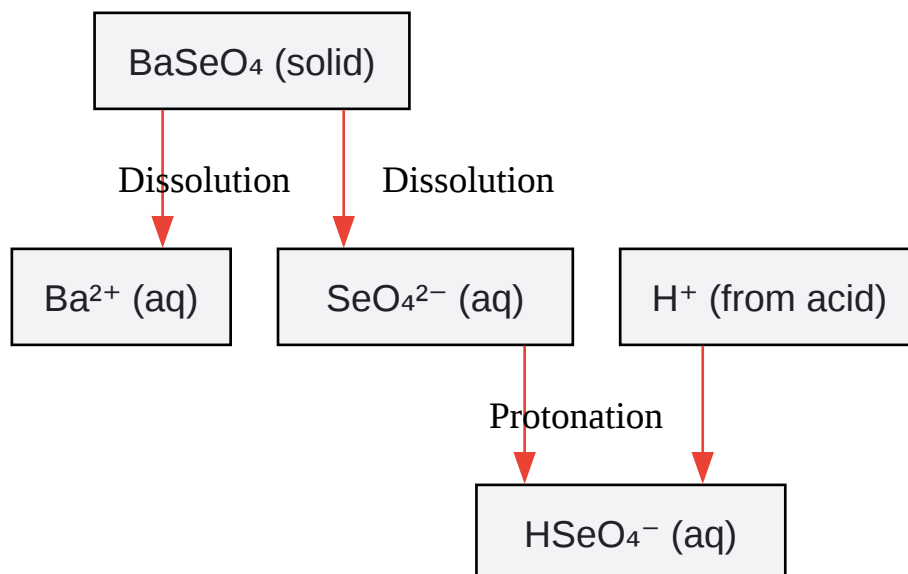 BaSeO₄ (solid)
Dissolution
Dissolution
Ba²⁺ (aq)
SeO₄²⁻ (aq)
H⁺ (from acid)
Protonation
HSeO₄⁻ (aq)